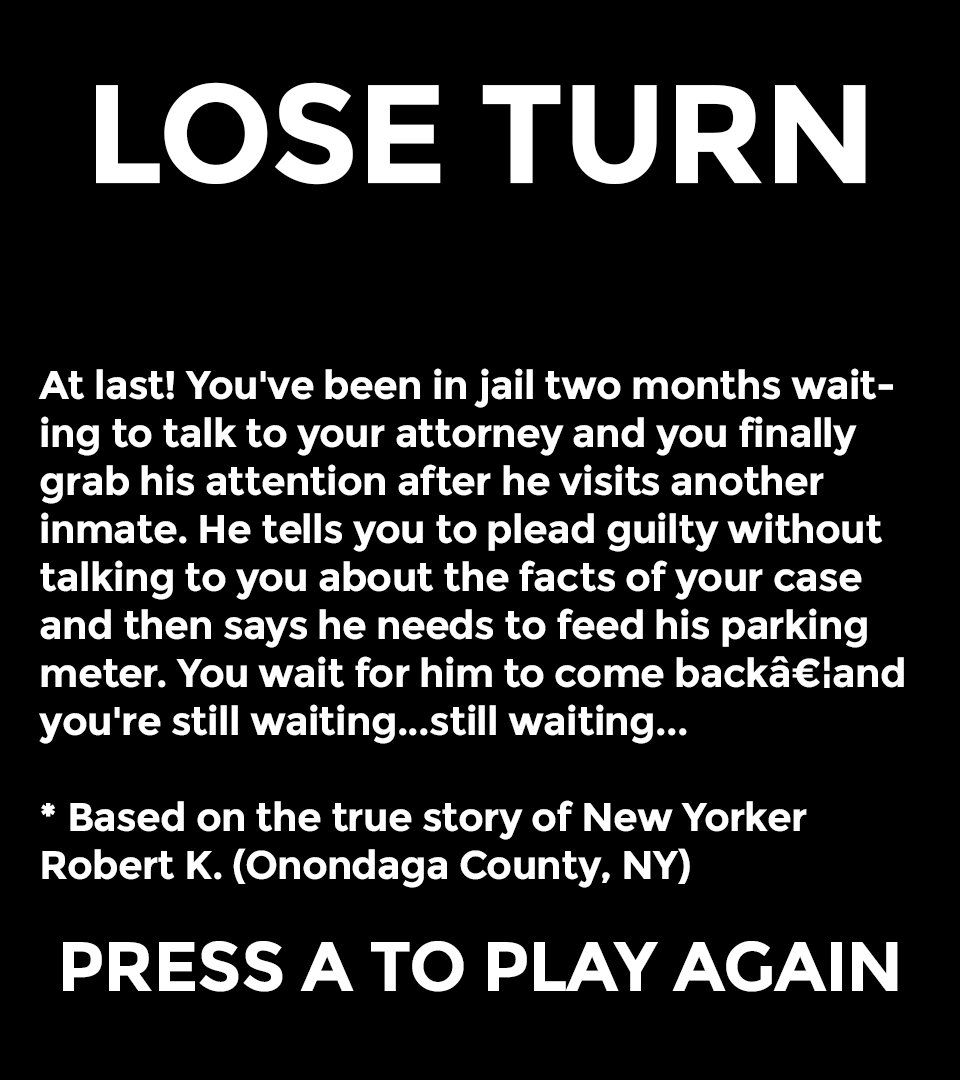 LOSE TURN
At last! You've been in jail two months wait-
ing to talk to your attorney and you finally
grab his attention after he visits another
inmate. He tells you to plead guilty without
talking to you about the facts of your case
and then says he needs to feed his parking
meter. You wait for him to come backâ€¦and
you're still waiting...still waiting...
* Based on the true story of New Yorker
Robert K. (Onondaga County, NY)
PRESS A TO PLAY AGAIN